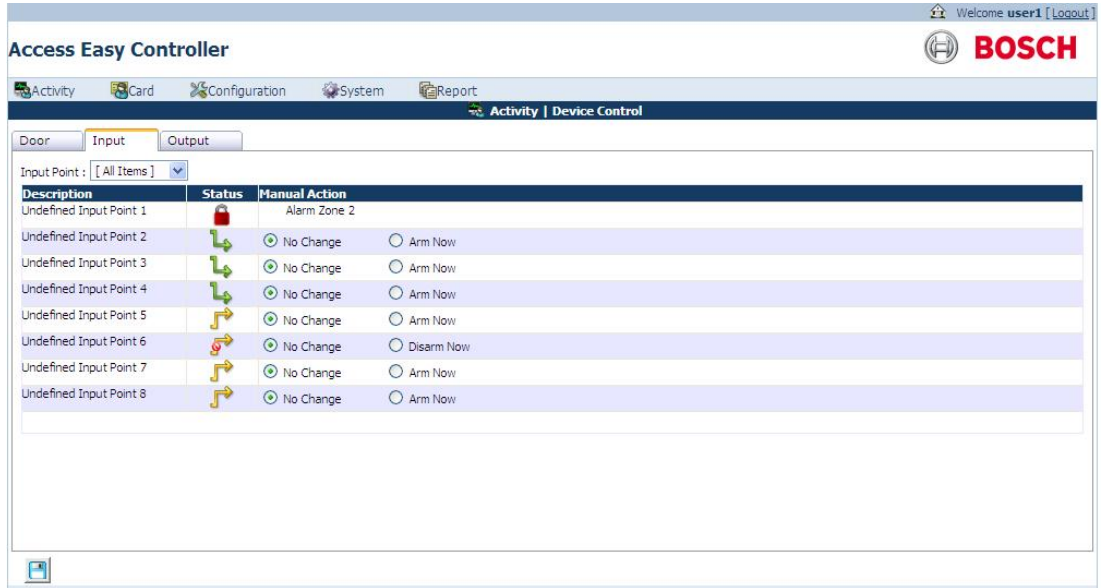 Welcome user1 [ Logout ]
Access Easy Controller
BOSCH
Activity Card Configuration System Report
Activity | Device Control
Door Input Output
Input Point : [ All Items ]
Description Status Manual Action
Undefined Input Point 1 Alarm Zone 2
Undefined Input Point 2 No Change Arm Now
Undefined Input Point 3 No Change Arm Now
Undefined Input Point 4 No Change Arm Now
Undefined Input Point 5 No Change Arm Now
Undefined Input Point 6 No Change Disarm Now
Undefined Input Point 7 No Change Arm Now
Undefined Input Point 8 No Change Arm Now